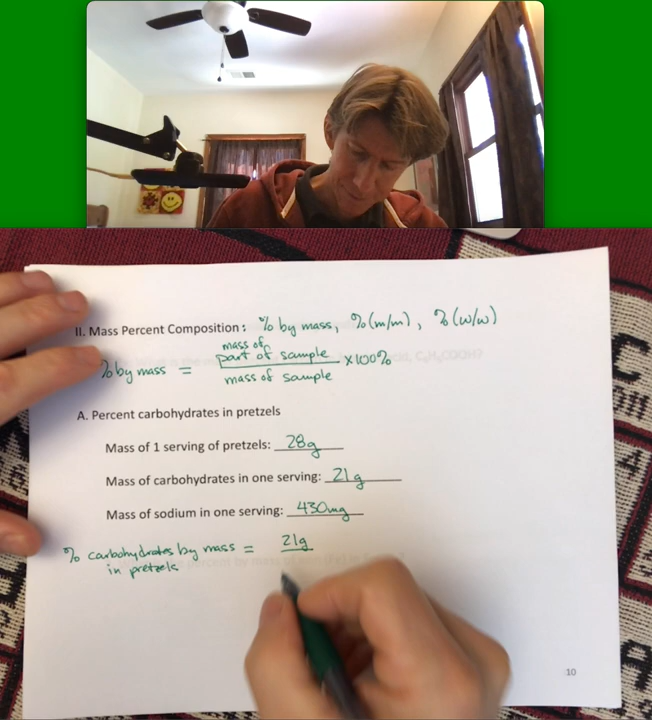 II. Mass Percent Composition: % by mass, %(m/m), %(w/w)
% by mass = mass of part of sample / mass of sample x 100%
A. Percent carbohydrates in pretzels
Mass of 1 serving of pretzels: 28g
Mass of carbohydrates in one serving: 21g
Mass of sodium in one serving: 430mg
% carbohydrates by mass = 21g
in pretzels
10